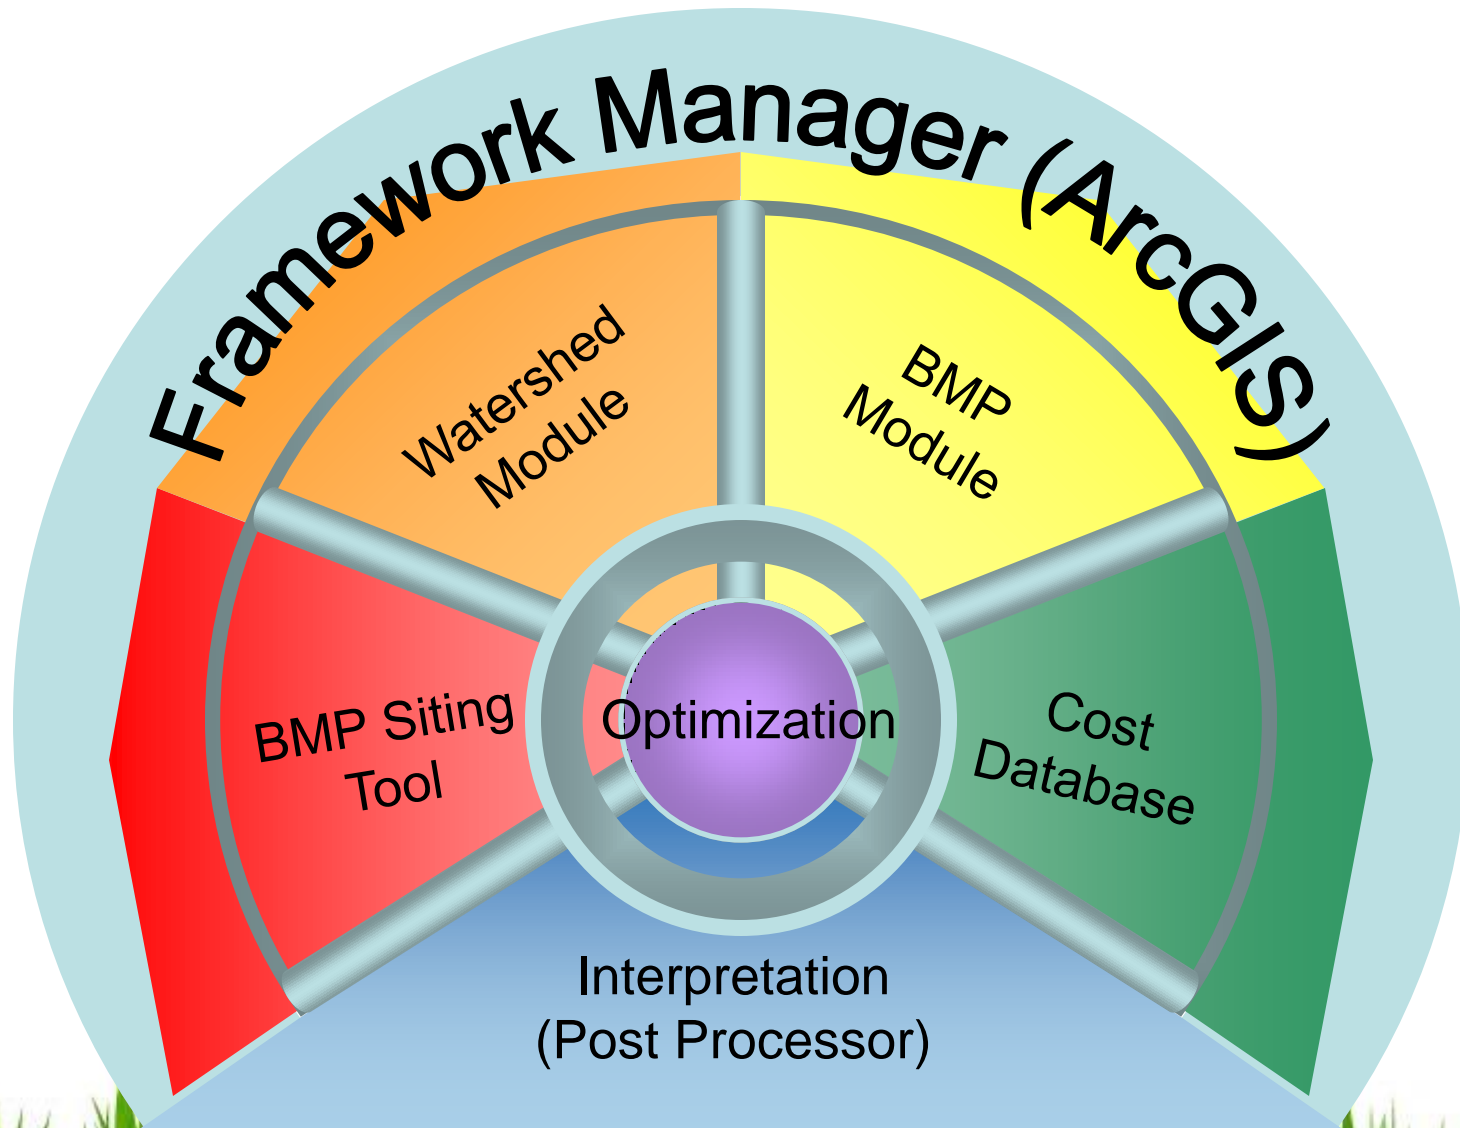 Framework Manager (ArcGIS)
Watershed
Module
BMP
Module
BMP Siting
Tool
Optimization
Cost
Database
Interpretation
(Post Processor)